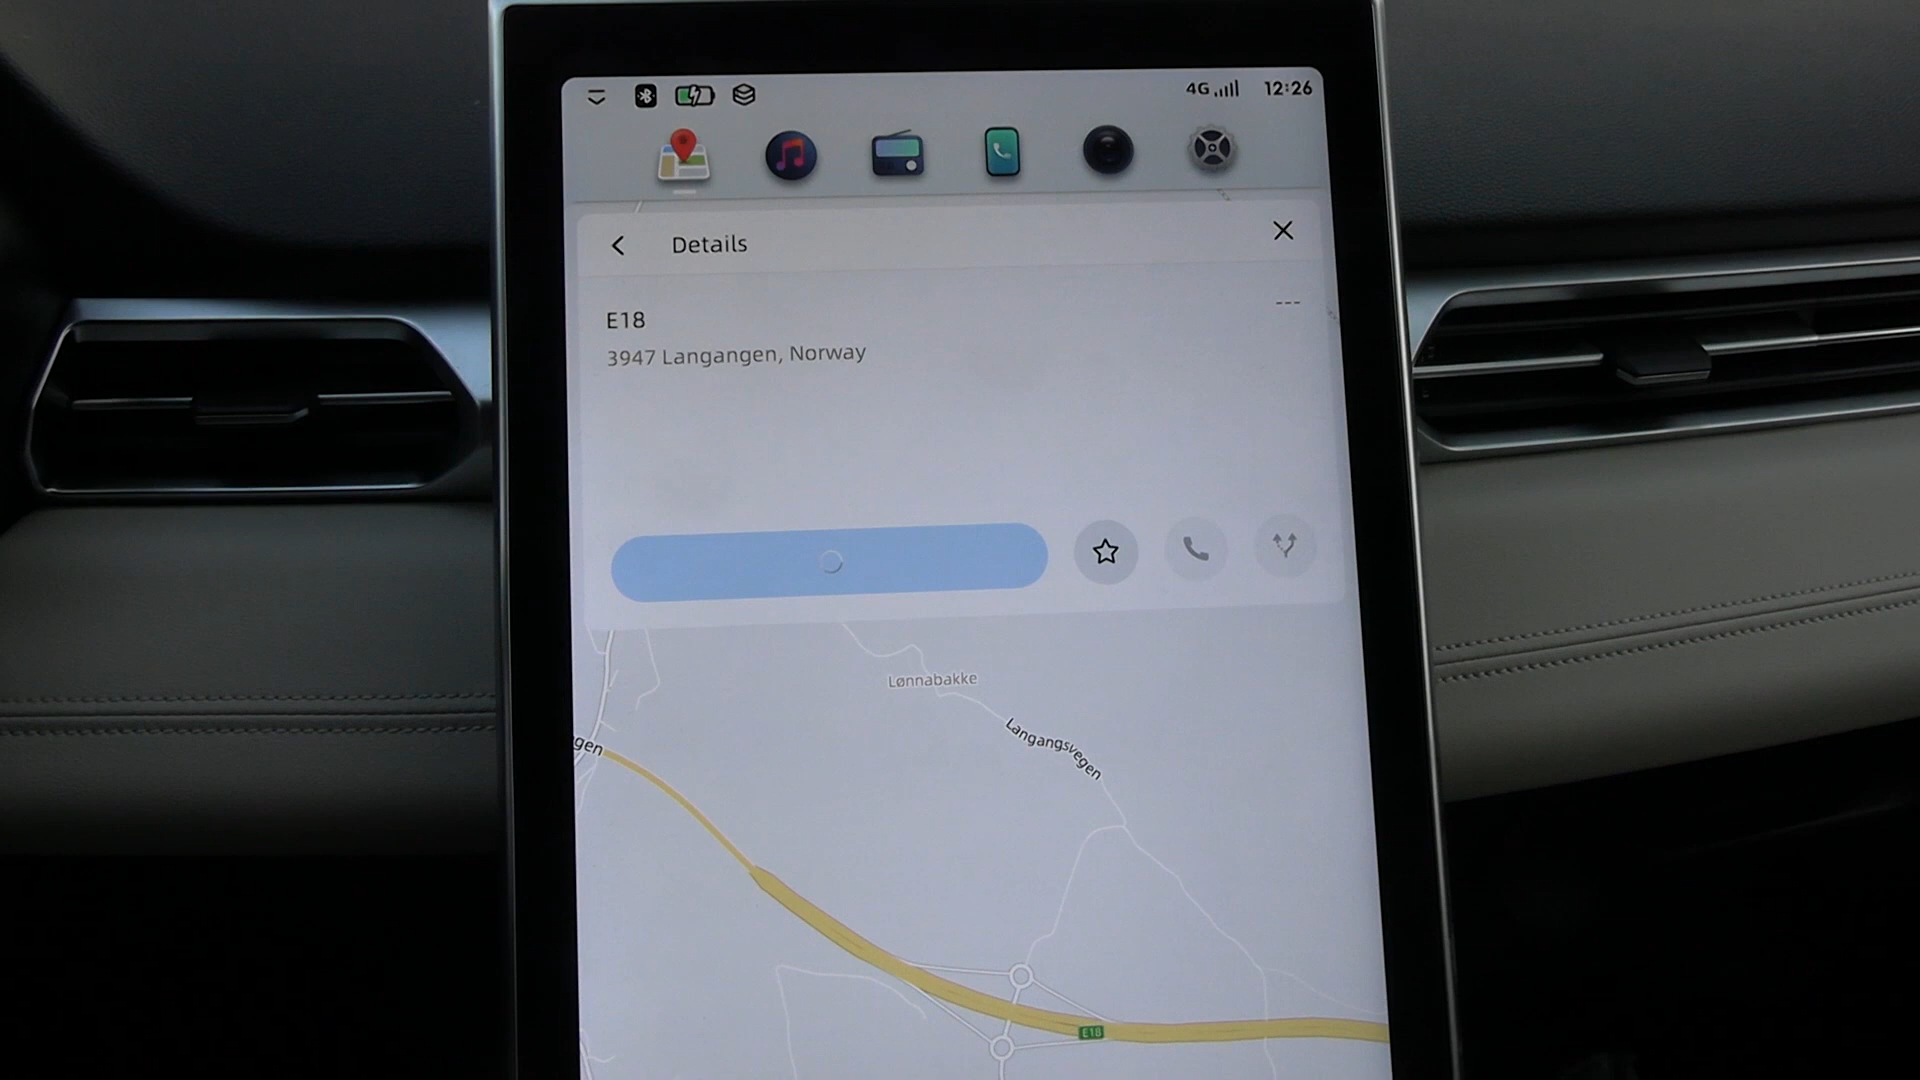 4G 12:26
Details
E18
---
3947 Langangen, Norway
Lønnabakke
Langangsvegen
gen
E18